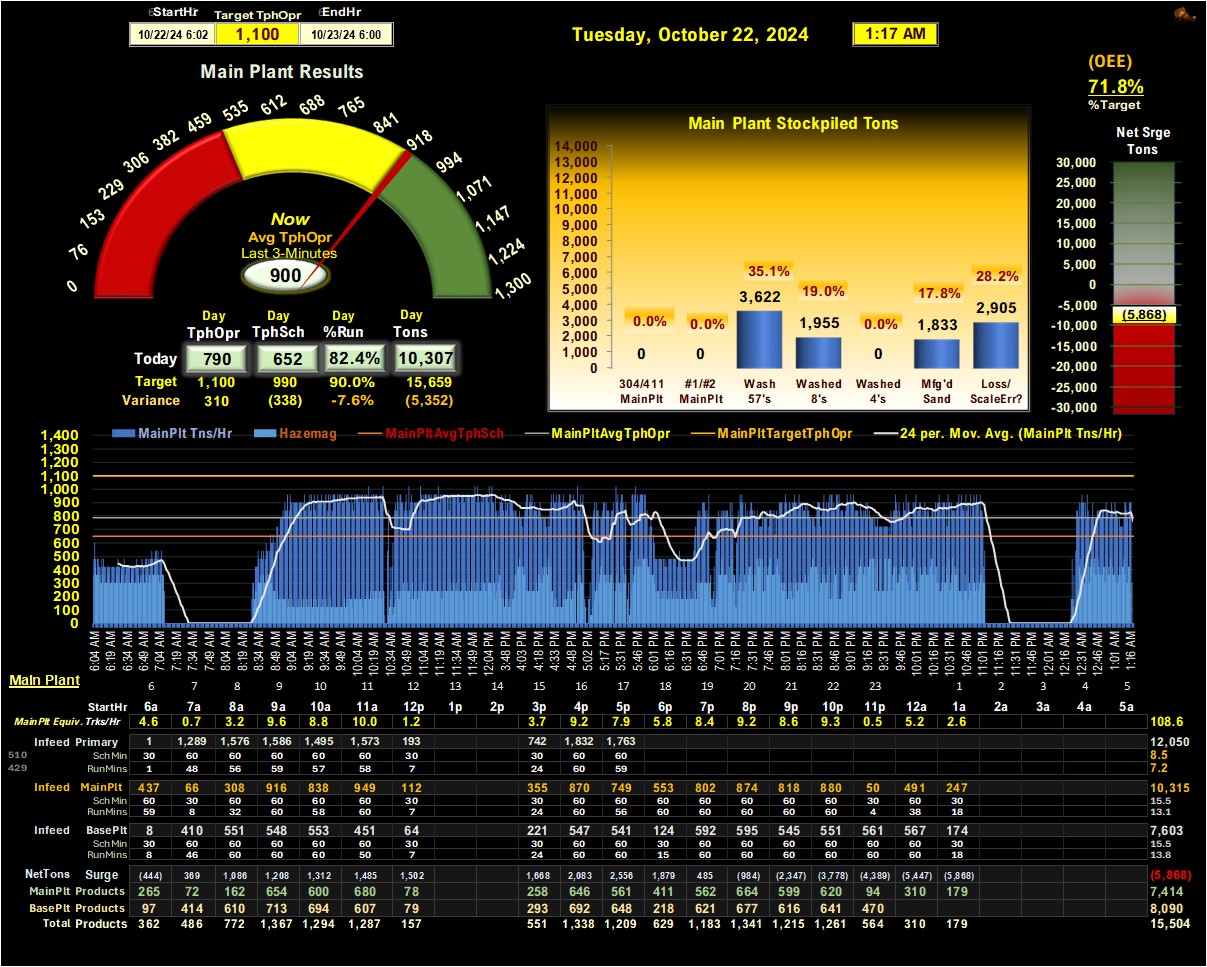 StartHr Target TphOpr EndHr
10/22/24 6:02 1,100 10/23/24 6:00
Tuesday, October 22, 2024 1:17 AM
(OEE)
71.8%
%Target
Main Plant Results
0 76 153 229 306 382 459 535 612 688 765 841 918 994 1,071 1,147 1,224 1,300
Now
Avg TphOpr
Last 3-Minutes
900
Day Day Day Day
TphOpr TphSch %Run Tons
Today 790 652 82.4% 10,307
Target 1,100 990 90.0% 15,659
Variance 310 (338) -7.6% (5,352)
Main Plant Stockpiled Tons
14,000
13,000
12,000
11,000
10,000
9,000
8,000
7,000
6,000
5,000
4,000
3,000
2,000
1,000
0
0.0% 0.0% 35.1% 19.0% 0.0% 17.8% 28.2%
0 0 3,622 1,955 0 1,833 2,905
304/411 #1/#2 Wash Washed Washed Mfg'd Loss/
MainPlt MainPlt 57's 8's 4's Sand ScaleErr?
Net Srge
Tons
30,000
25,000
20,000
15,000
10,000
5,000
0
-5,000
(5,868)
-10,000
-15,000
-20,000
-25,000
-30,000
MainPlt Tns/Hr Hazemag MainPltAvgTphSch MainPltAvgTphOpr MainPltTargetTphOpr 24 per. Mov. Avg. (MainPlt Tns/Hr)
1,400
1,300
1,200
1,100
1,000
900
800
700
600
500
400
300
200
100
0
6:04 AM 6:19 AM 6:34 AM 6:49 AM 7:04 AM 7:19 AM 7:34 AM 7:49 AM 8:04 AM 8:19 AM 8:34 AM 8:49 AM 9:04 AM 9:19 AM 9:34 AM 9:49 AM 10:04 AM 10:19 AM 10:34 AM 10:49 AM 11:04 AM 11:19 AM 11:34 AM 11:49 AM 12:04 PM 3:48 PM 4:03 PM 4:18 PM 4:33 PM 4:48 PM 5:02 PM 5:17 PM 5:31 PM 5:46 PM 6:01 PM 6:16 PM 6:31 PM 6:31 PM 6:46 PM 7:01 PM 7:16 PM 7:31 PM 7:46 PM 8:01 PM 8:16 PM 8:31 PM 8:46 PM 9:01 PM 9:16 PM 9:31 PM 9:46 PM 10:01 PM 10:16 PM 10:31 PM 10:46 PM 11:01 PM 11:16 PM 11:31 PM 11:46 PM 12:01 AM 12:16 AM 12:31 AM 12:46 AM 1:01 AM 1:16 AM
Main Plant 6 7 8 9 10 11 12 13 14 15 16 17 18 19 20 21 22 23 1 2 3 4 5
StartHr 6a 7a 8a 9a 10a 11a 12p 1p 2p 3p 4p 5p 6p 7p 8p 9p 10p 11p 12a 1a 2a 3a 4a 5a
MainPlt Equiv. Trks/Hr 4.6 0.7 3.2 9.6 8.8 10.0 1.2 3.7 9.2 7.9 5.8 8.4 9.2 8.6 9.3 0.5 5.2 2.6 108.6
Infeed Primary 1 1,289 1,576 1,586 1,495 1,573 193 742 1,832 1,763 12,050
510 Sch Min 30 60 60 60 60 60 30 30 60 60 8.5
429 RunMins 1 48 56 59 57 58 7 24 60 59 7.2
Infeed MainPlt 437 66 308 916 838 949 112 355 870 749 553 802 874 818 880 50 491 247 10,315
Sch Min 60 30 60 60 60 60 30 30 60 60 60 60 60 60 60 30 60 30 15.5
RunMins 59 8 32 60 58 60 7 24 60 56 60 60 60 60 60 4 38 18 13.1
Infeed BasePlt 8 410 551 548 553 451 64 221 547 541 124 592 595 545 551 561 567 174 7,603
Sch Min 30 60 60 60 60 60 30 30 60 60 30 60 60 60 60 60 60 30 15.5
RunMins 8 46 60 60 60 50 7 24 60 60 15 60 60 60 60 60 60 18 13.8
NetTons Surge (444) 369 1,086 1,208 1,312 1,485 1,502 1,668 2,083 2,556 1,879 485 (984) (2,347) (3,778) (4,389) (5,447) (5,868) (5,868)
MainPlt Products 265 72 162 654 600 680 78 258 646 561 411 562 664 599 620 94 310 179 7,414
BasePlt Products 97 414 610 713 694 607 79 293 692 648 218 621 677 616 641 470 8,090
Total Products 362 486 772 1,367 1,294 1,287 157 551 1,338 1,209 629 1,183 1,341 1,215 1,261 564 310 179 15,504